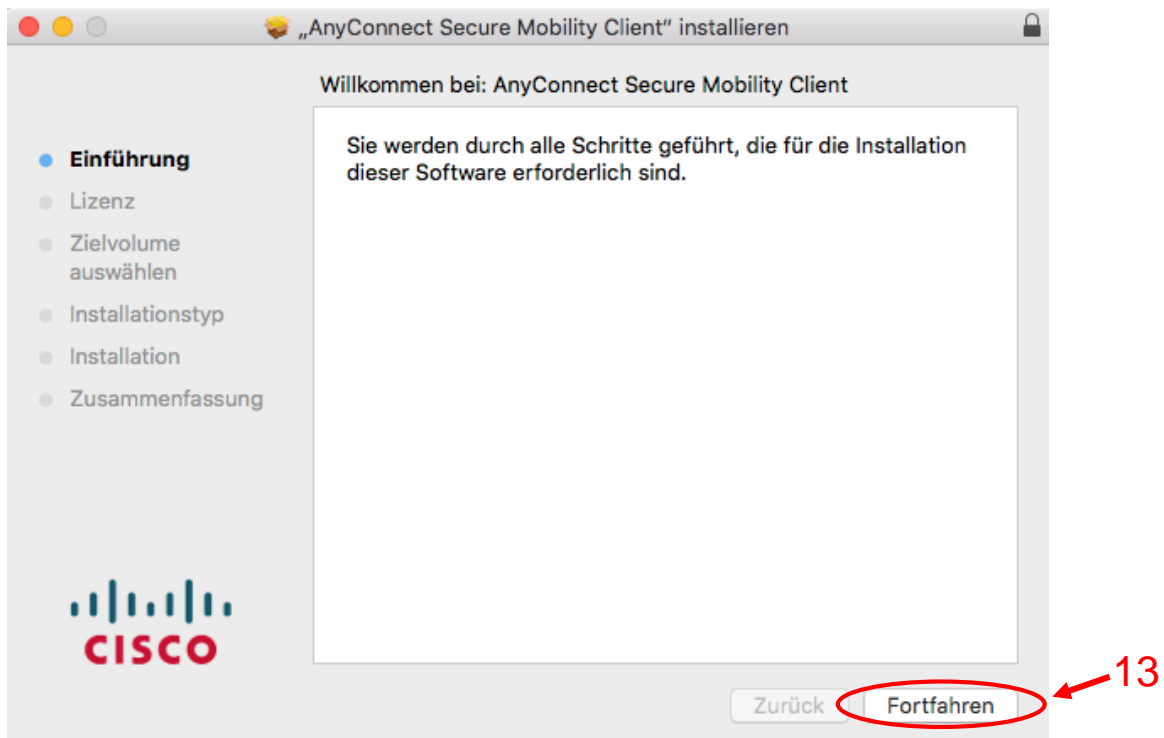 „AnyConnect Secure Mobility Client“ installieren
Willkommen bei: AnyConnect Secure Mobility Client
Einführung
Lizenz
Zielvolume
auswählen
Installationstyp
Installation
Zusammenfassung
Sie werden durch alle Schritte geführt, die für die Installation
dieser Software erforderlich sind.
CISCO
Zurück
Fortfahren
13